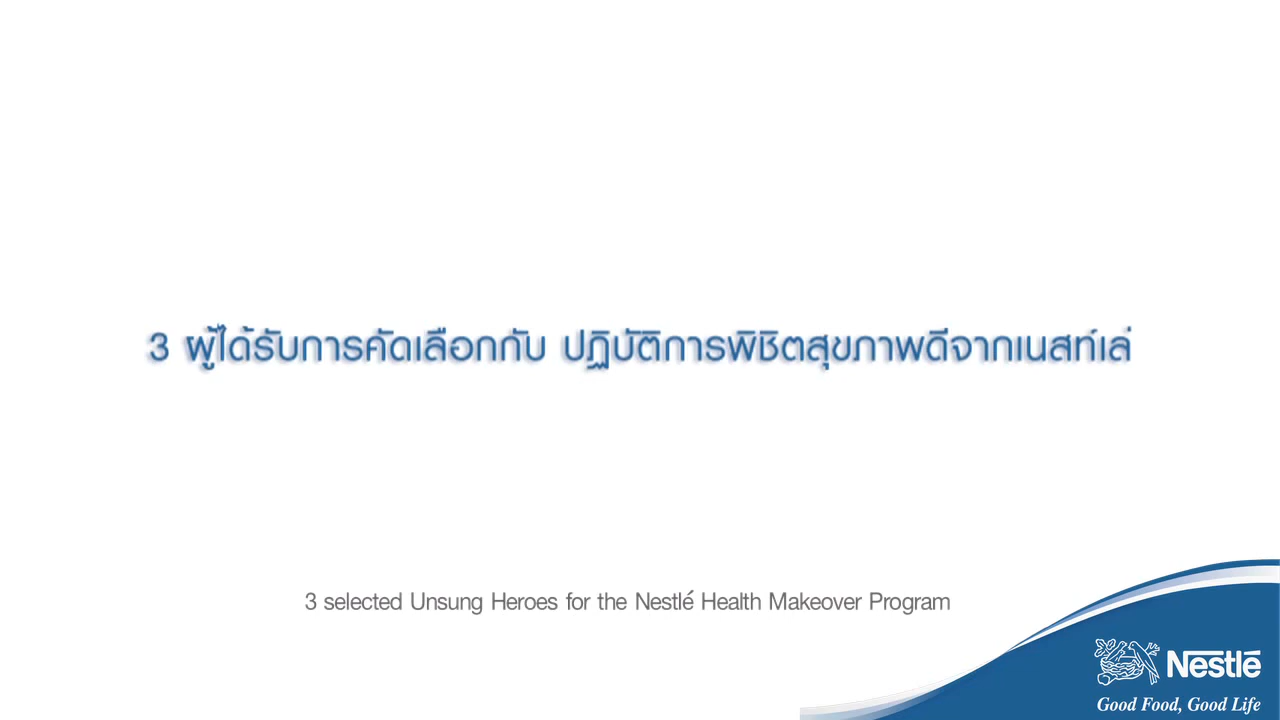 3 ผู้ได้รับการคัดเลือกกับ ปฏิบัติการพิชิตสุขภาพดีจากเนสท์เล่
3 selected Unsung Heroes for the Nestlé Health Makeover Program
Nestlé
Good Food, Good Life